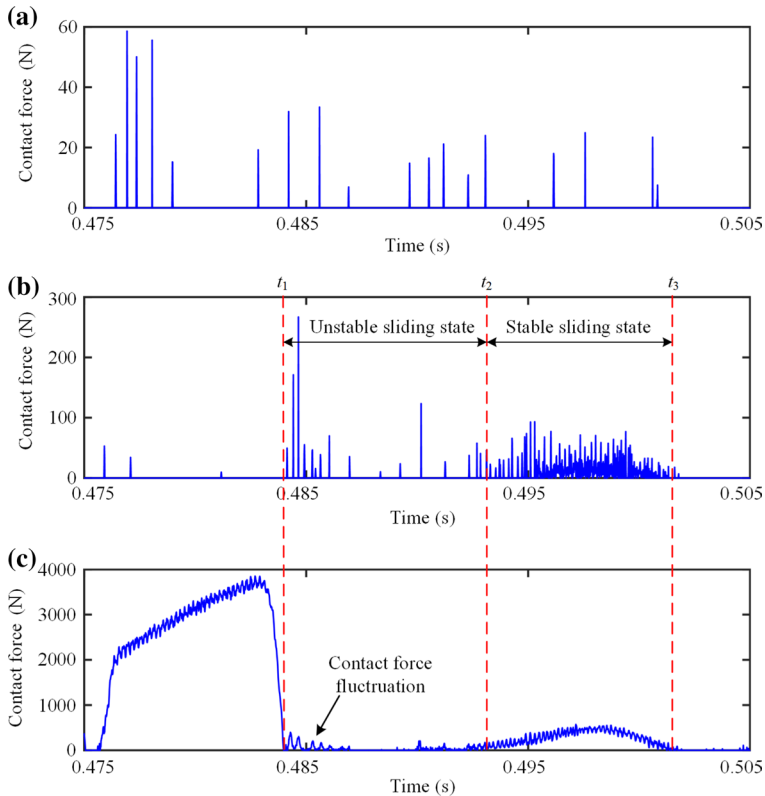 (a)
60
40
20
0
Contact force (N)
0.475
0.485
0.495
0.505
Time (s)
(b)
t1
t2
t3
300
200
100
0
Contact force (N)
Unstable sliding state
Stable sliding state
0.475
0.485
0.495
0.505
Time (s)
(c)
4000
3000
2000
1000
0
Contact force (N)
Contact force
fluctruation
0.475
0.485
0.495
0.505
Time (s)